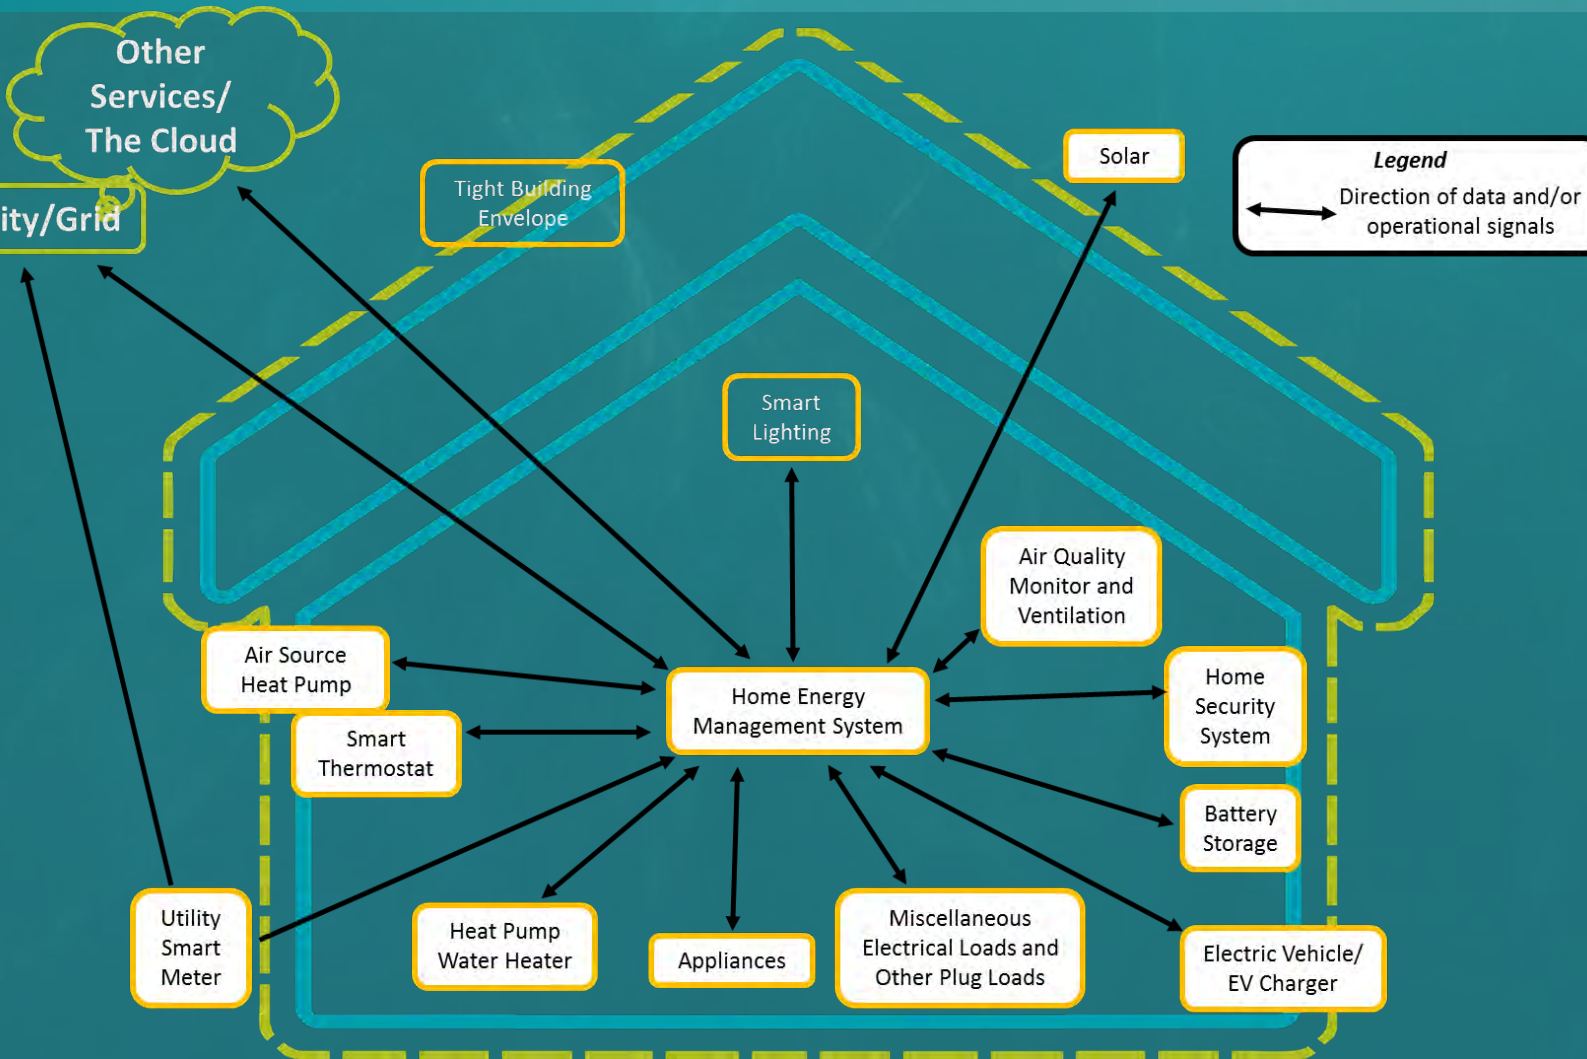 Other
Services/
The Cloud
ity/Grid
Tight Building
Envelope
Solar
Legend
Direction of data and/or
operational signals
Smart
Lighting
Air Quality
Monitor and
Ventilation
Air Source
Heat Pump
Home Energy
Management System
Home
Security
System
Smart
Thermostat
Battery
Storage
Utility
Smart
Meter
Heat Pump
Water Heater
Appliances
Miscellaneous
Electrical Loads and
Other Plug Loads
Electric Vehicle/
EV Charger